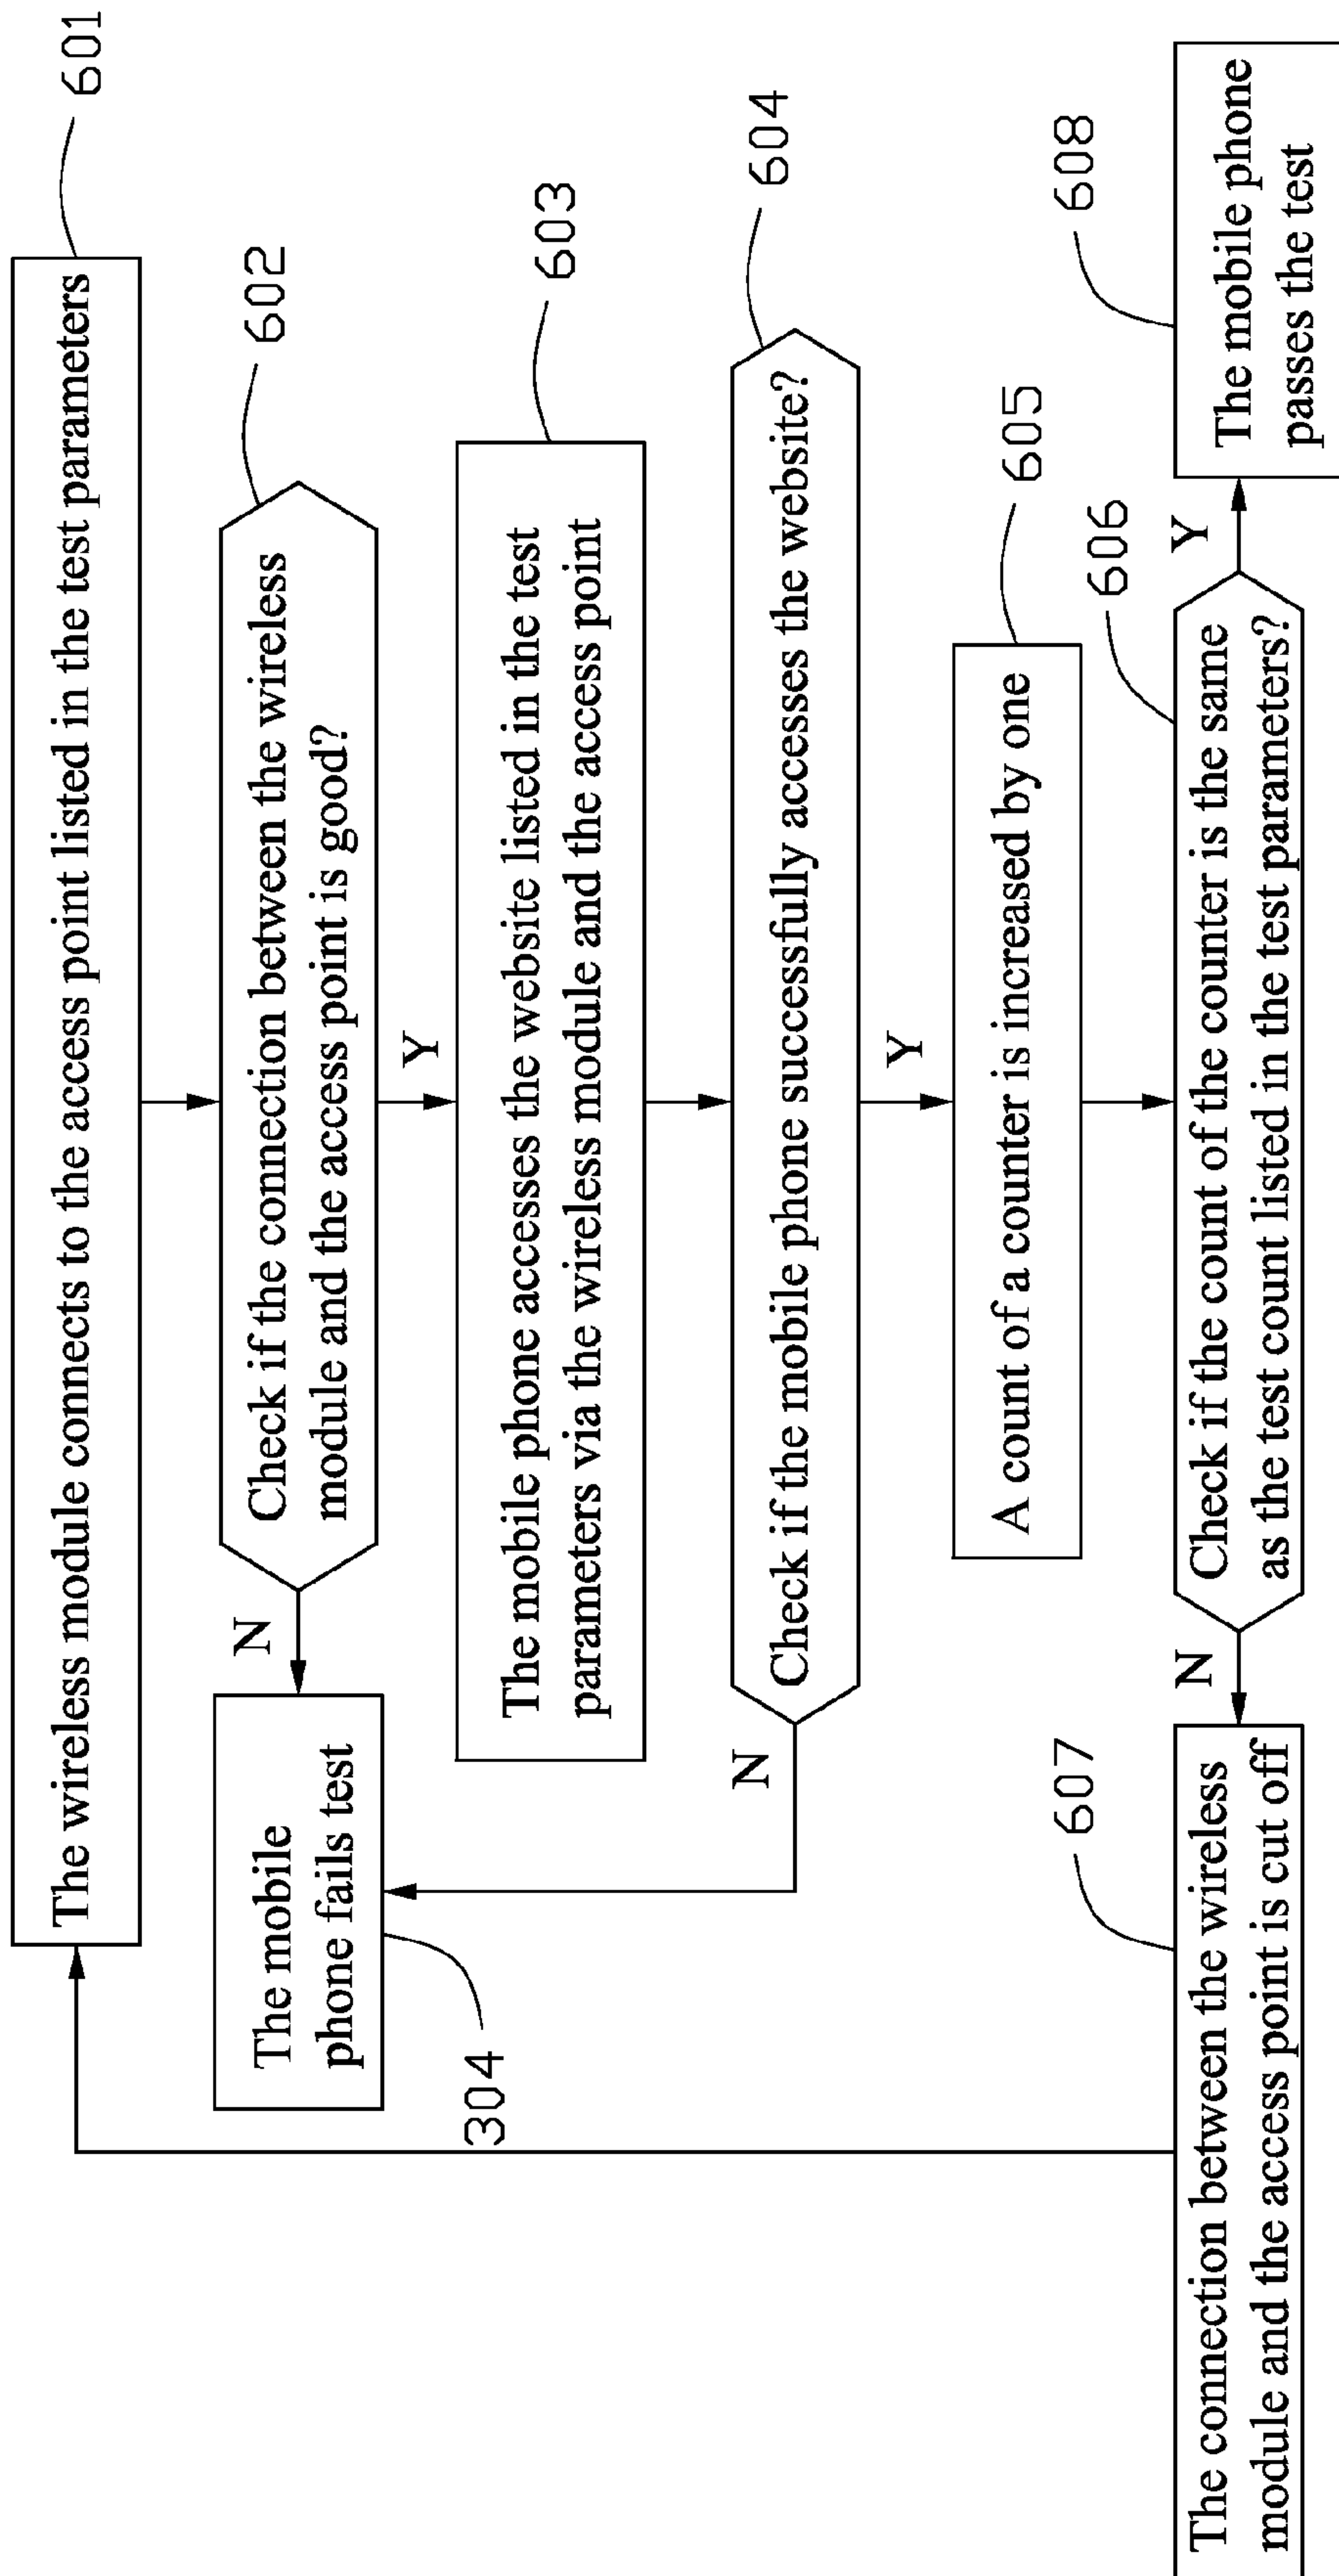 The wireless module connects to the access point listed in the test parameters
601
Check if the connection between the wireless
module and the access point is good?
602
N
The mobile
phone fails test
304
Y
The mobile phone accesses the website listed in the test
parameters via the wireless module and the access point
603
Check if the mobile phone successfully accesses the website?
604
N
Y
A count of a counter is increased by one
605
Check if the count of the counter is the same
as the test count listed in the test parameters?
606
N
The connection between the wireless
module and the access point is cut off
607
Y
The mobile phone
passes the test
608